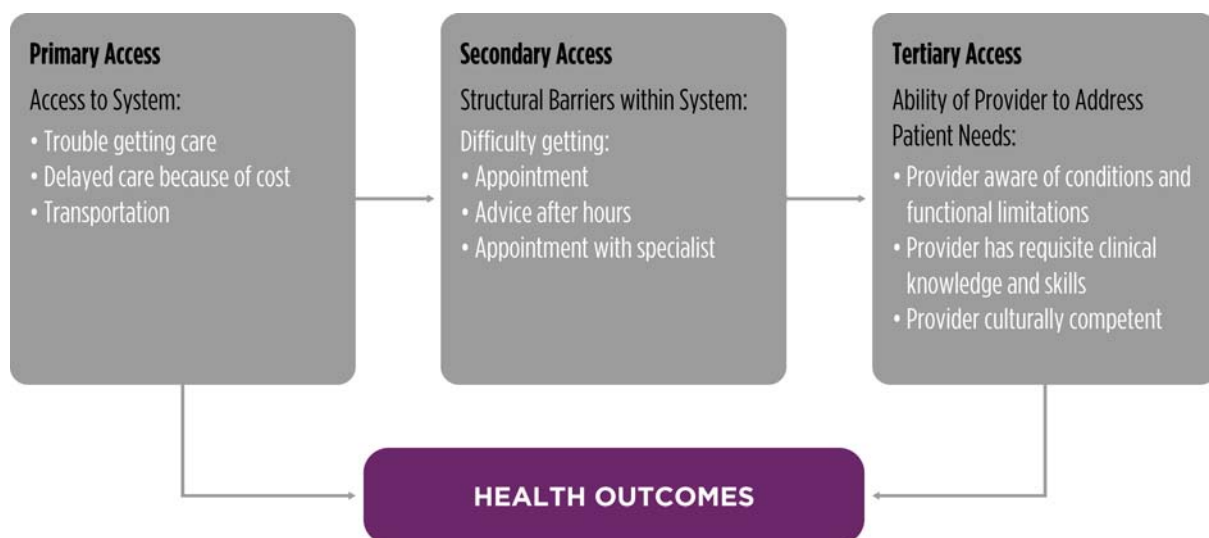 Primary Access
Access to System:
• Trouble getting care
• Delayed care because of cost
• Transportation
Secondary Access
Structural Barriers within System:
Difficulty getting:
• Appointment
• Advice after hours
• Appointment with specialist
Tertiary Access
Ability of Provider to Address
Patient Needs:
• Provider aware of conditions and
functional limitations
• Provider has requisite clinical
knowledge and skills
• Provider culturally competent
HEALTH OUTCOMES